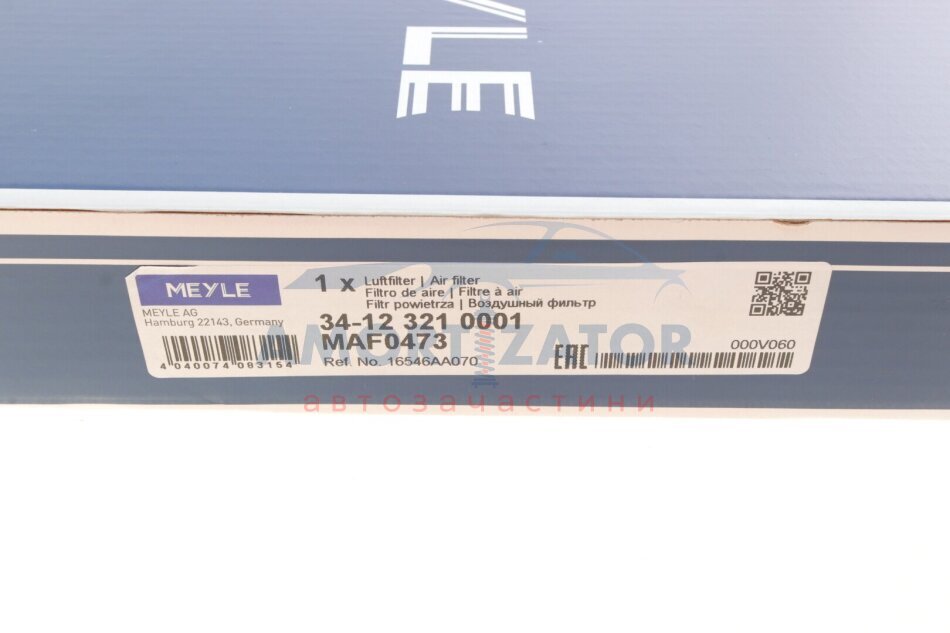 YLE
MEYLE
MEYLE AG
Hamburg 22143, Germany
4 040074 083154
1 x Luftfilter | Air filter
Filtro de aire | Filtre à air
Filtr powietrza | Воздушный фильтр
34-12 321 0001
MAF0473
Ref. No. 16546AA070
EAC
000V060
AMORTIZATOR
автозапчастини